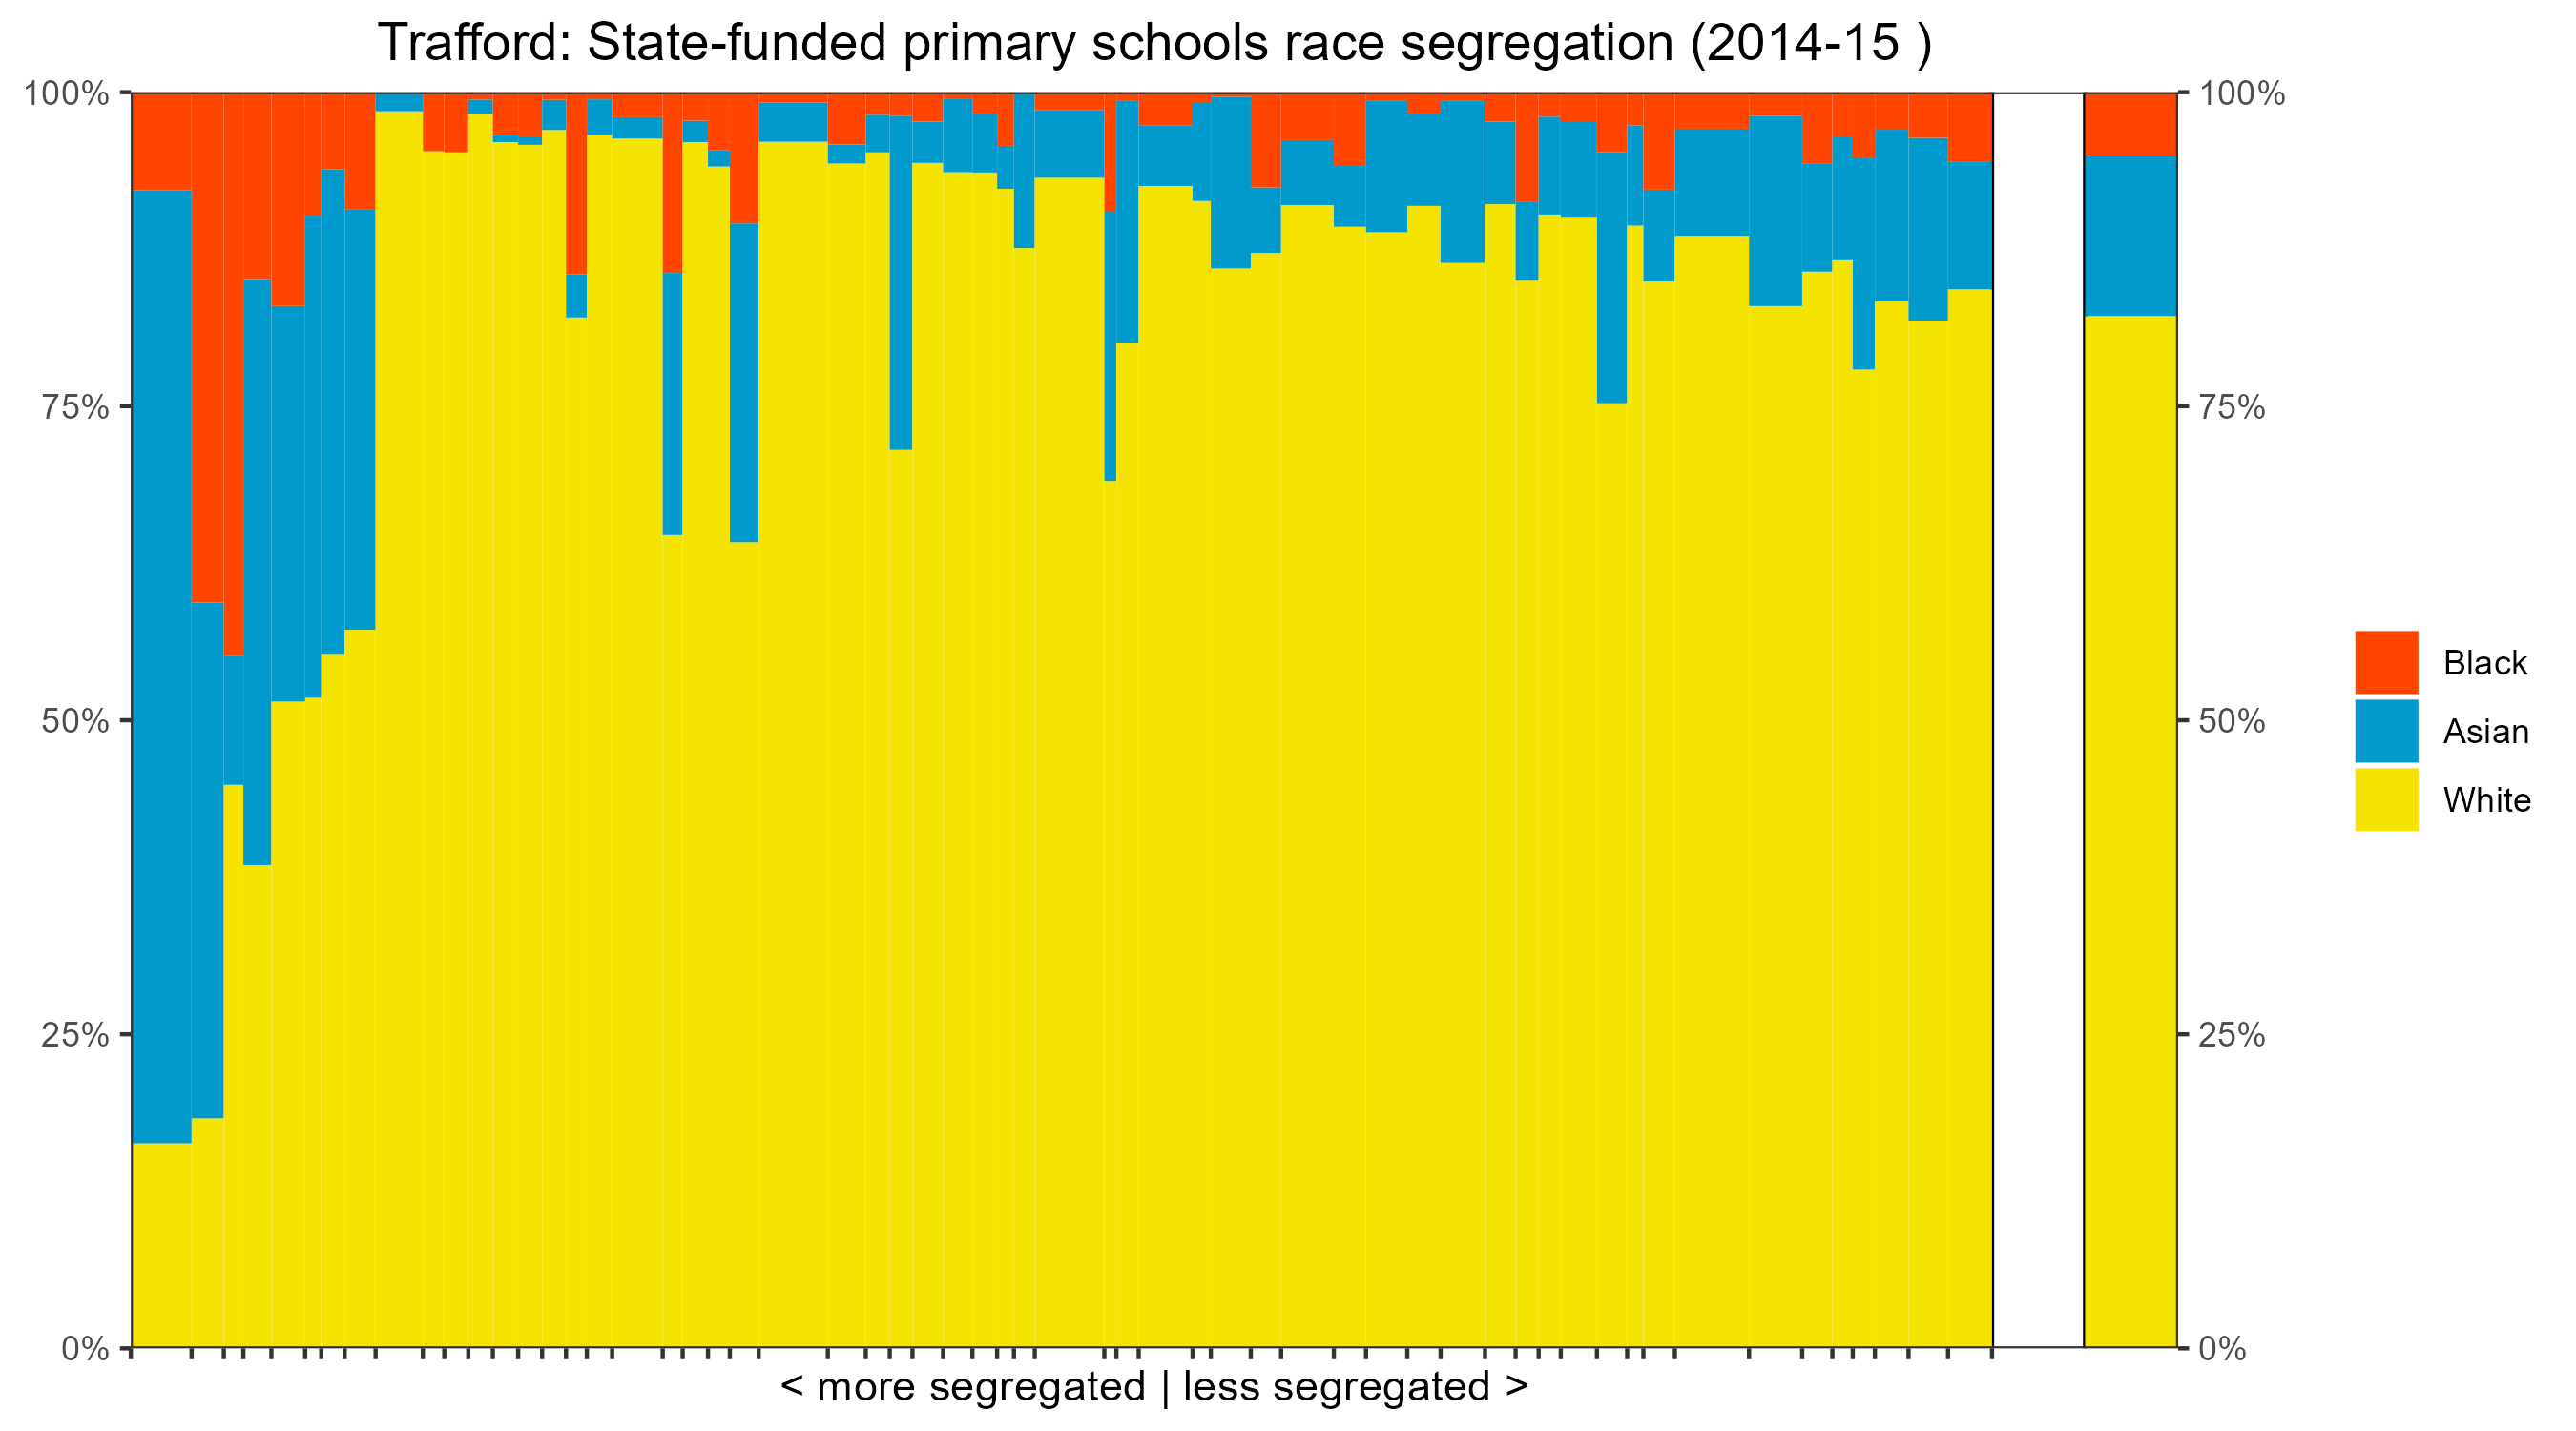 Trafford: State-funded primary schools race segregation (2014-15 )
100%
75%
50%
25%
0%
100%
75%
50%
25%
0%
Black
Asian
White
< more segregated | less segregated >